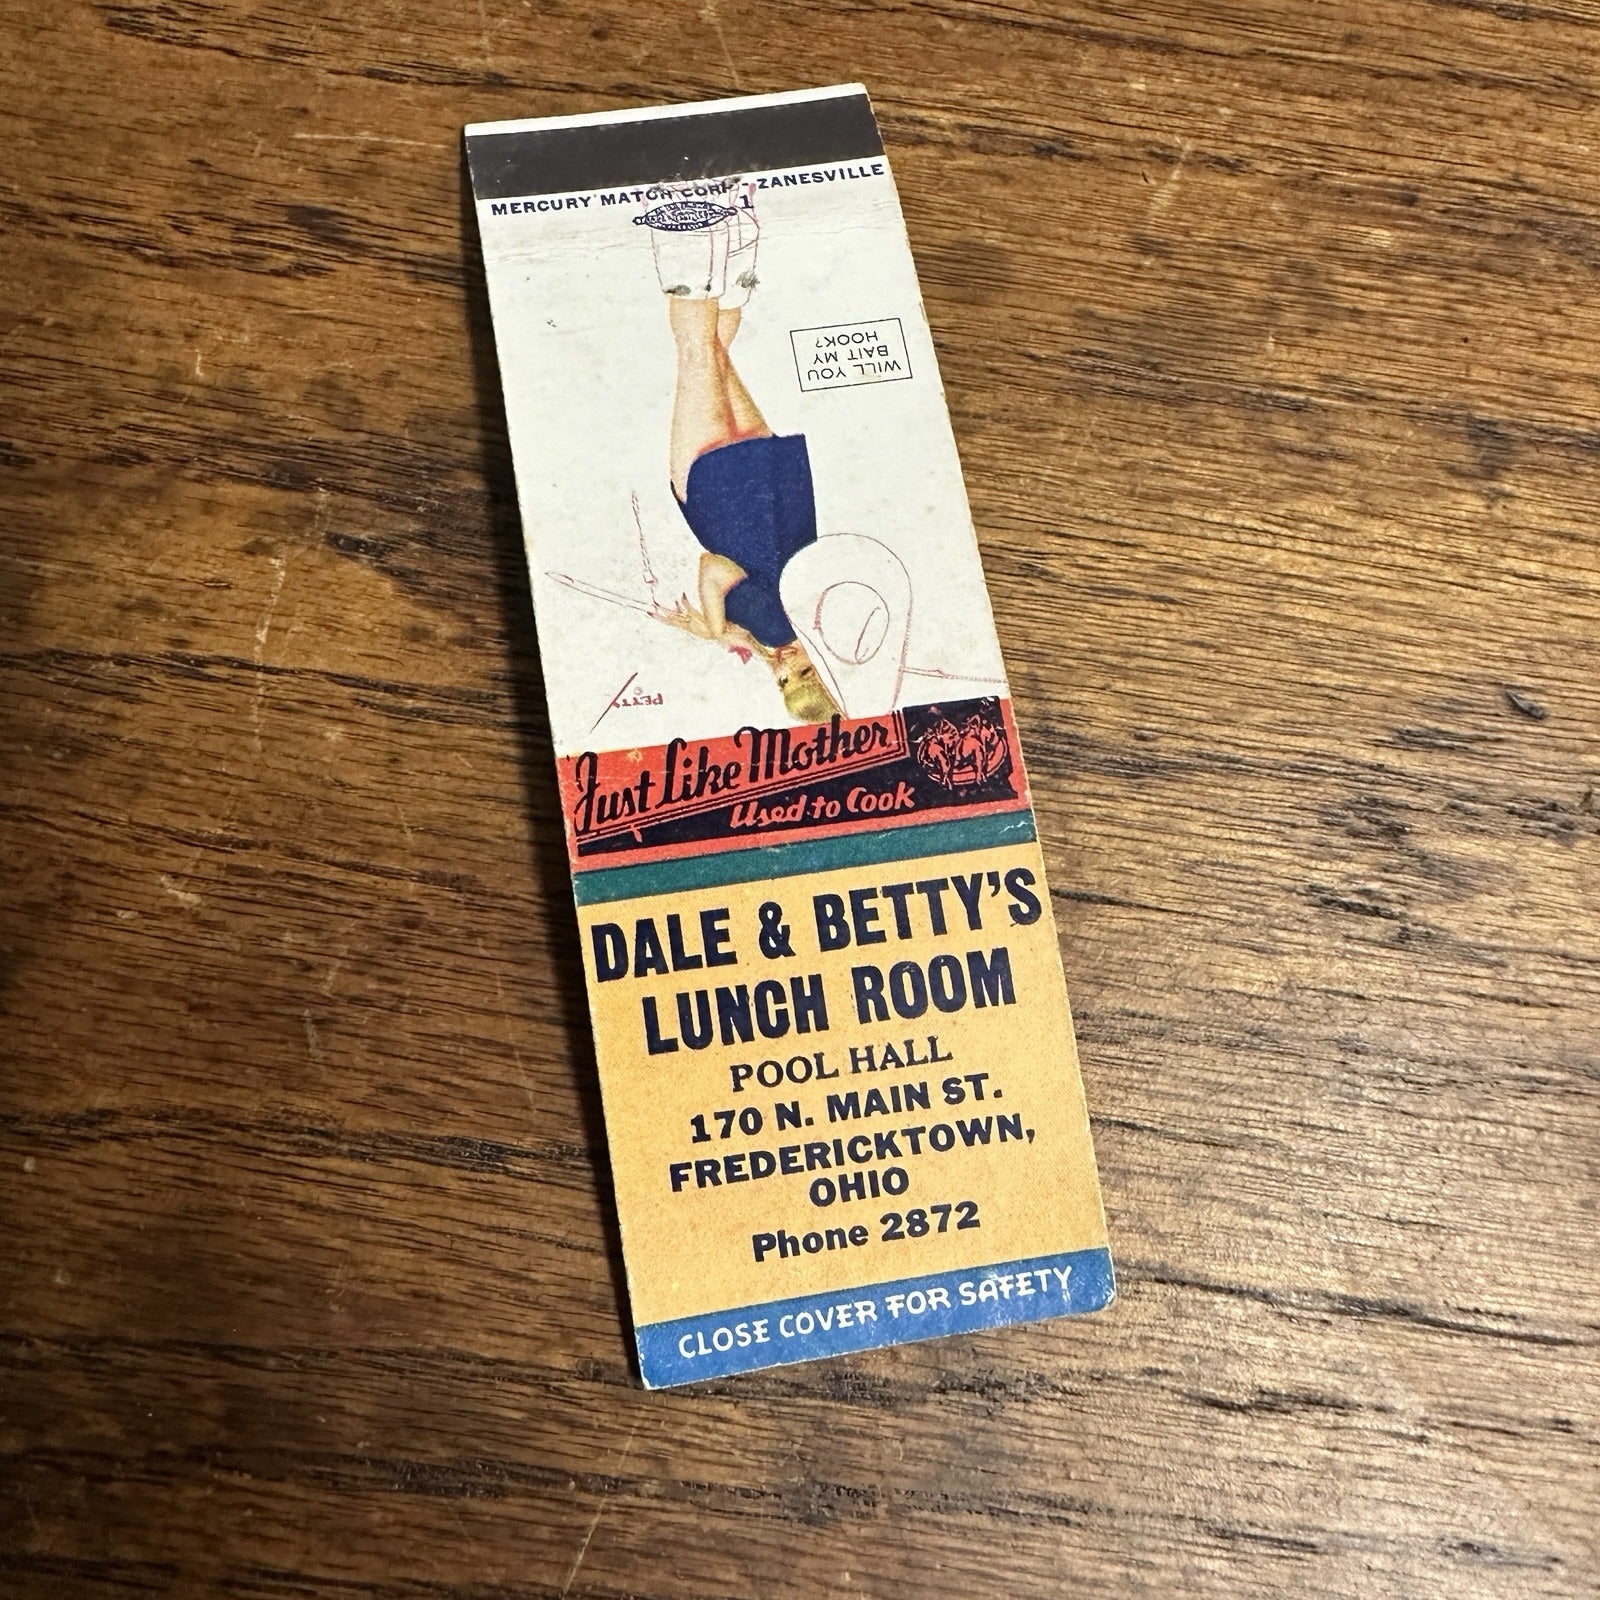 MERCURY MATCH CORP - ZANESVILLE
1
WILL YOU
BAIT MY
HOOK?
PETTY
Just Like Mother
Used to Cook
DALE & BETTY'S
LUNCH ROOM
POOL HALL
170 N. MAIN ST.
FREDERICKTOWN,
OHIO
Phone 2872
CLOSE COVER FOR SAFETY